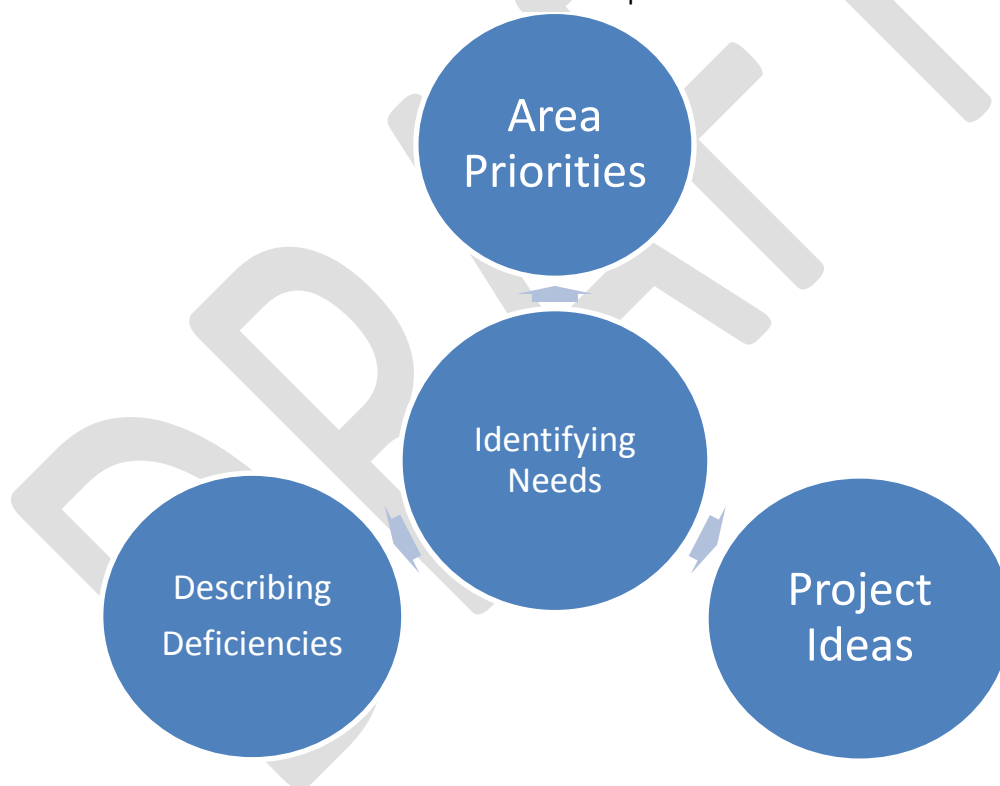 Area
Priorities
Identifying
Needs
Describing
Deficiencies
Project
Ideas
DRAFT